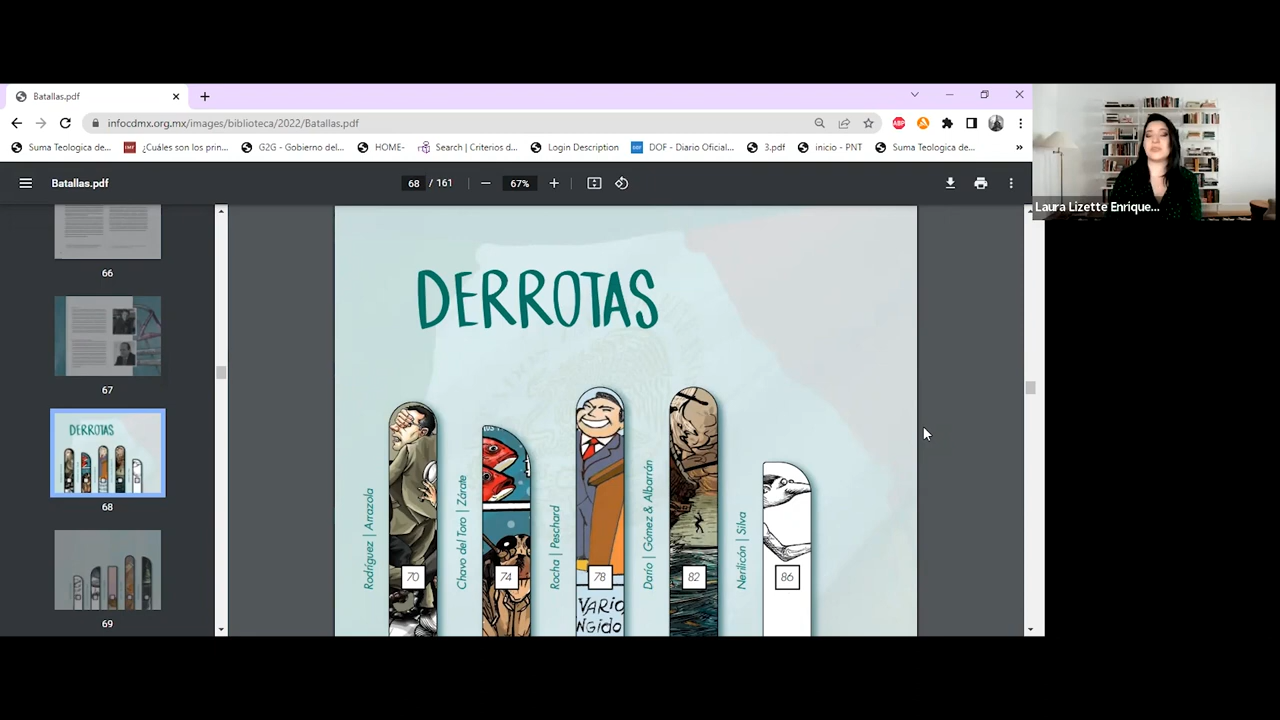 Batallas.pdf
infocdmx.org.mx/images/biblioteca/2022/Batallas.pdf
ABP
Suma Teologica de...
¿Cuáles son los prin...
G2G - Gobierno del...
HOME-
Search | Criterios d...
Login Description
DOF - Diario Oficial...
3.pdf
inicio - PNT
Suma Teologica de...
»
Batallas.pdf
68 / 161
67%
66
67
DERROTAS
68
69
DERROTAS
Rodríguez | Arrazola
70
Chavo del Toro | Zárate
74
Rocha | Peschard
78
VARIO
NGIDO
Darío | Gómez & Albarrán
82
Nerilicón | Silva
86
Laura Lizette Enrique...